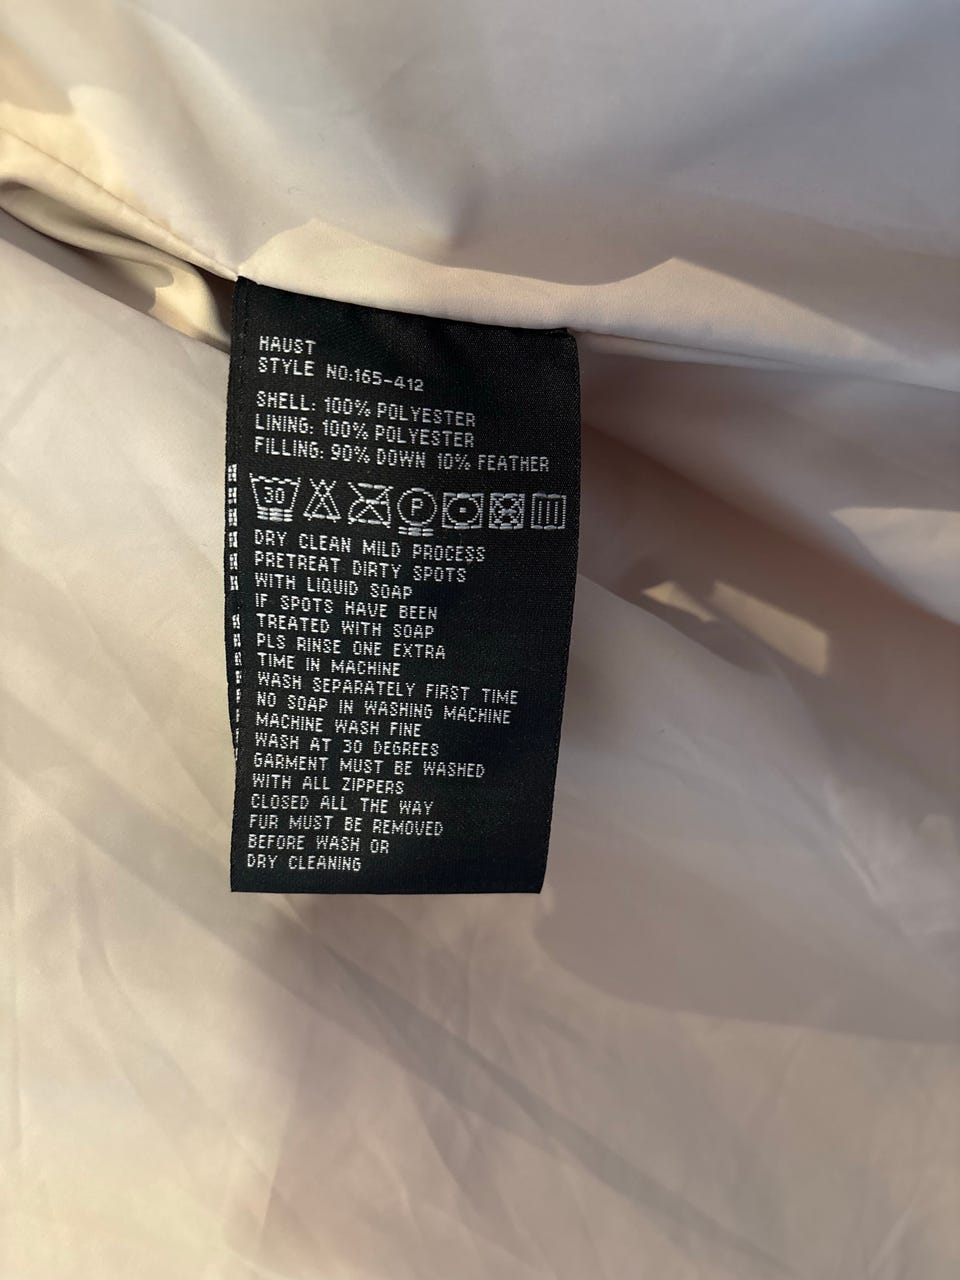 HAUST
STYLE NO:165-412
SHELL: 100% POLYESTER
LINING: 100% POLYESTER
FILLING: 90% DOWN 10% FEATHER
30 P
DRY CLEAN MILD PROCESS
PRETREAT DIRTY SPOTS
WITH LIQUID SOAP
IF SPOTS HAVE BEEN
TREATED WITH SOAP
PLS RINSE ONE EXTRA
TIME IN MACHINE
WASH SEPARATELY FIRST TIME
NO SOAP IN WASHING MACHINE
MACHINE WASH FINE
WASH AT 30 DEGREES
GARMENT MUST BE WASHED
WITH ALL ZIPPERS
CLOSED ALL THE WAY
FUR MUST BE REMOVED
BEFORE WASH OR
DRY CLEANING